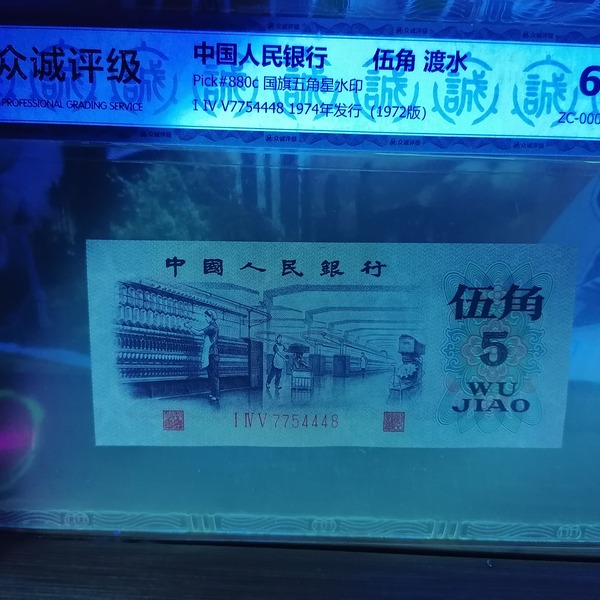 众诚评级
PROFESSIONAL GRADING SERVICE
中国人民银行 伍角 渡水
Pick#880c 国旗五角星水印
I IV V7754448 1974年发行 (1972版)
6
ZC-000
中國人民銀行
伍角
5
WU
JIAO
I IV V 7754448